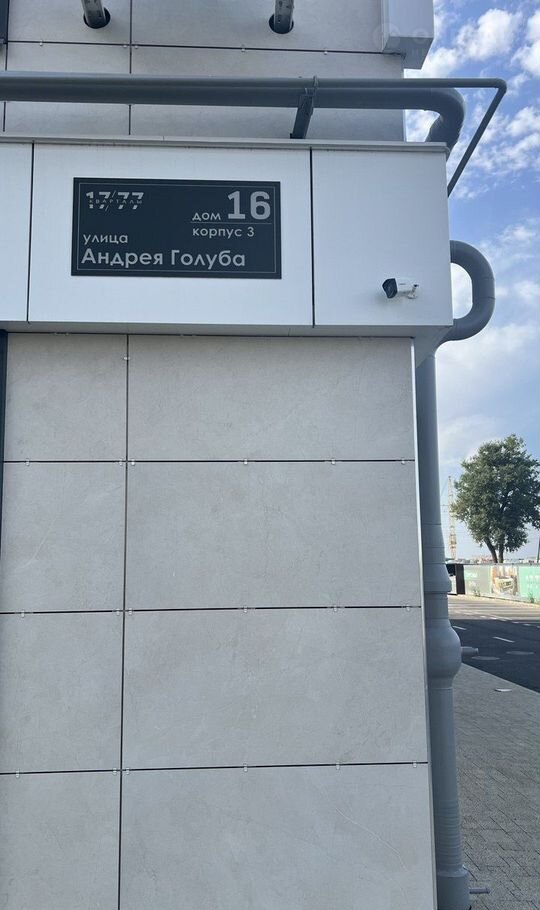 17/77
КВАРТАЛЫ
дом 16
корпус 3
улица
Андрея Голуба